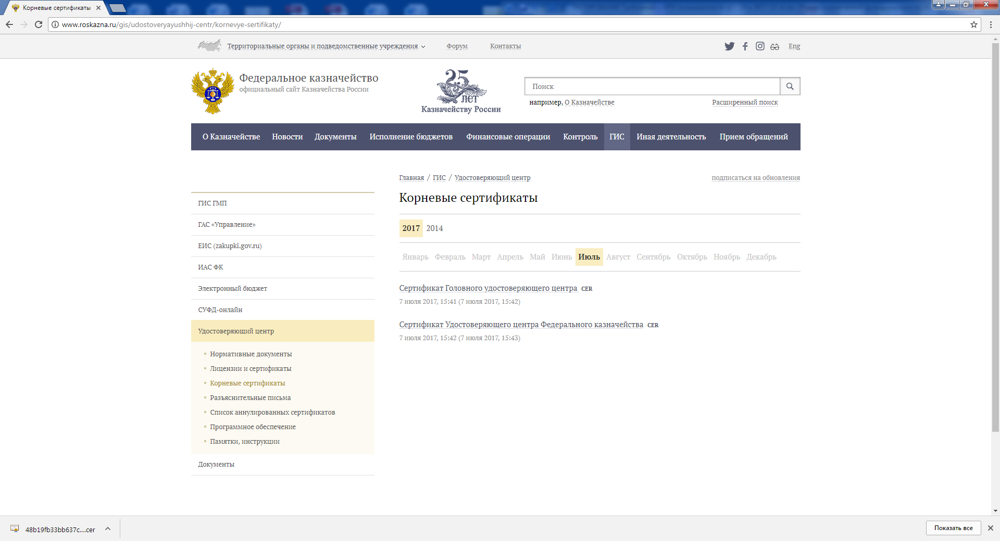 Корневые сертификаты
www.roskazna.ru/gis/udostoveryayushhij-centr/kornevye-sertifikaty/
Территориальные органы и подведомственные учреждения
Форум
Контакты
Eng
Федеральное казначейство
официальный сайт Казначейства России
25
лет
Казначейству России
Поиск
например, О Казначействе
Расширенный поиск
О Казначействе
Новости
Документы
Исполнение бюджетов
Финансовые операции
Контроль
ГИС
Иная деятельность
Прием обращений
ГИС ГМП
ГАС «Управление»
ЕИС (zakupki.gov.ru)
ИАС ФК
Электронный бюджет
СУФД-онлайн
Удостоверяющий центр
Нормативные документы
Лицензии и сертификаты
Корневые сертификаты
Разъяснительные письма
Список аннулированных сертификатов
Программное обеспечение
Памятки, инструкции
Документы
Главная / ГИС / Удостоверяющий центр
подписаться на обновления
Корневые сертификаты
2017 2014
Январь Февраль Март Апрель Май Июнь Июль Август Сентябрь Октябрь Ноябрь Декабрь
Сертификат Головного удостоверяющего центра CER
7 июля 2017, 15:41 (7 июля 2017, 15:42)
Сертификат Удостоверяющего центра Федерального казначейства CER
7 июля 2017, 15:42 (7 июля 2017, 15:43)
48b19fb33bb637c....cer
Показать все